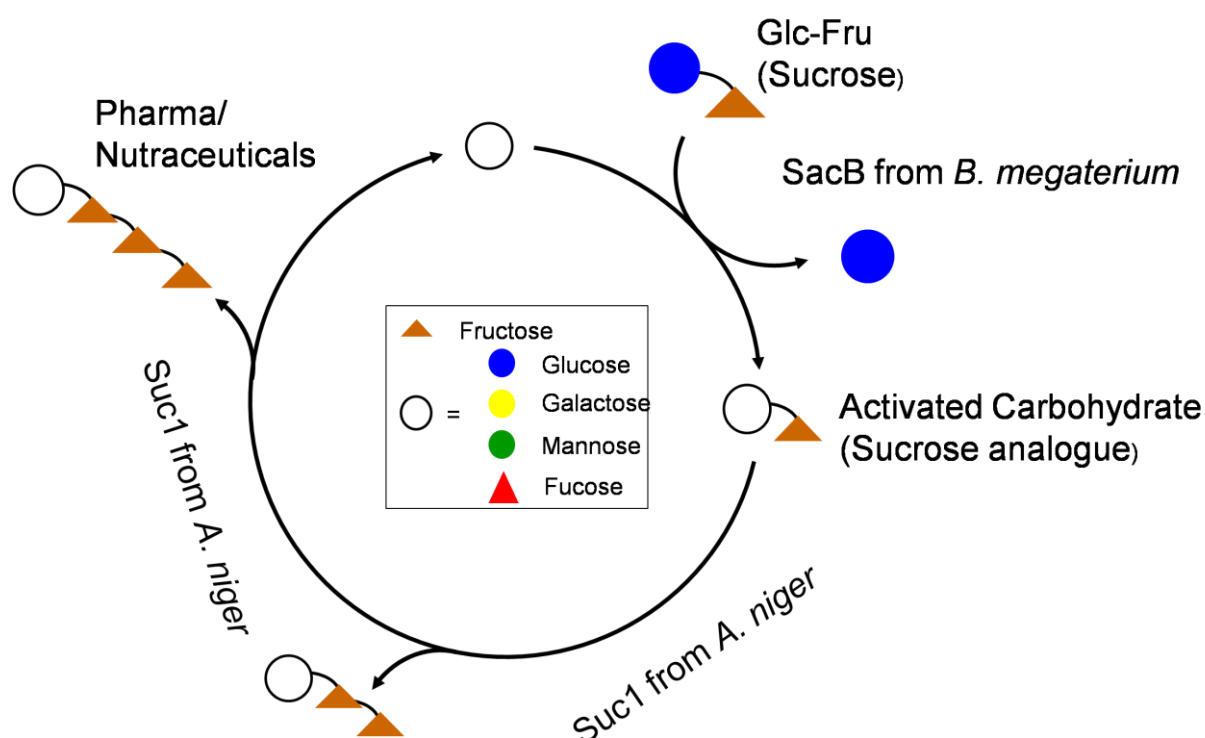 Glc-Fru
(Sucrose)
Pharma/
Nutraceuticals
SacB from B. megaterium
Fructose
Glucose
=
Galactose
Mannose
Fucose
Activated Carbohydrate
(Sucrose analogue)
Suc1 from A. niger
Suc1 from A. niger